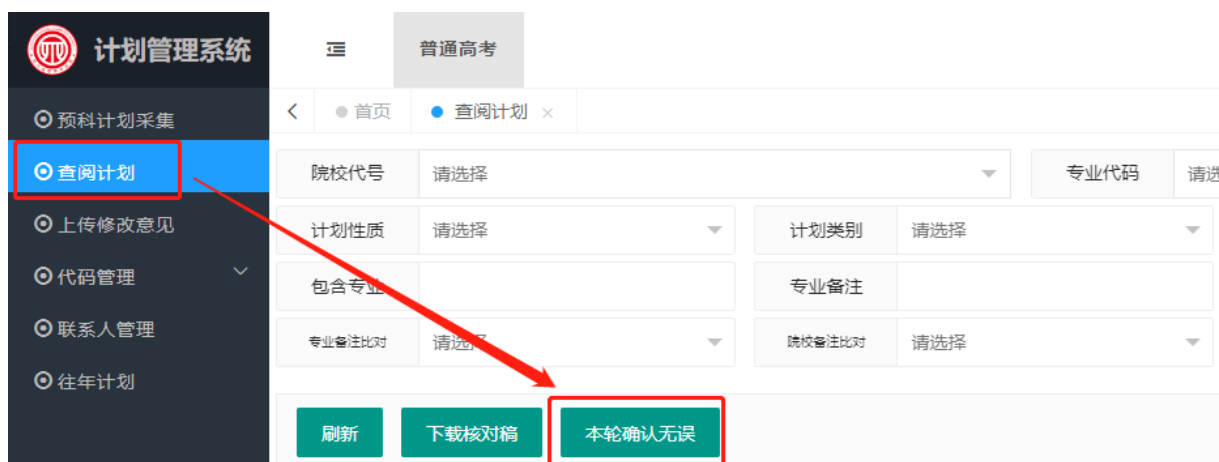 计划管理系统
普通高考
预科计划采集
首页
查阅计划
查阅计划
院校代号
请选择
专业代码
请选
上传修改意见
计划性质
请选择
计划类别
请选择
代码管理
包含专业
专业备注
联系人管理
专业备注比对
请选择
院校备注比对
请选择
往年计划
刷新
下载核对稿
本轮确认无误